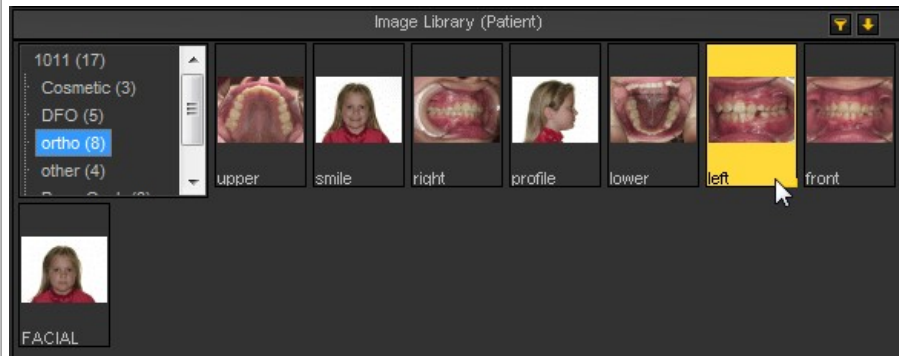 Image Library (Patient)
1011 (17)
Cosmetic (3)
DFO (5)
ortho (8)
other (4)
upper
smile
right
profile
lower
left
front
FACIAL